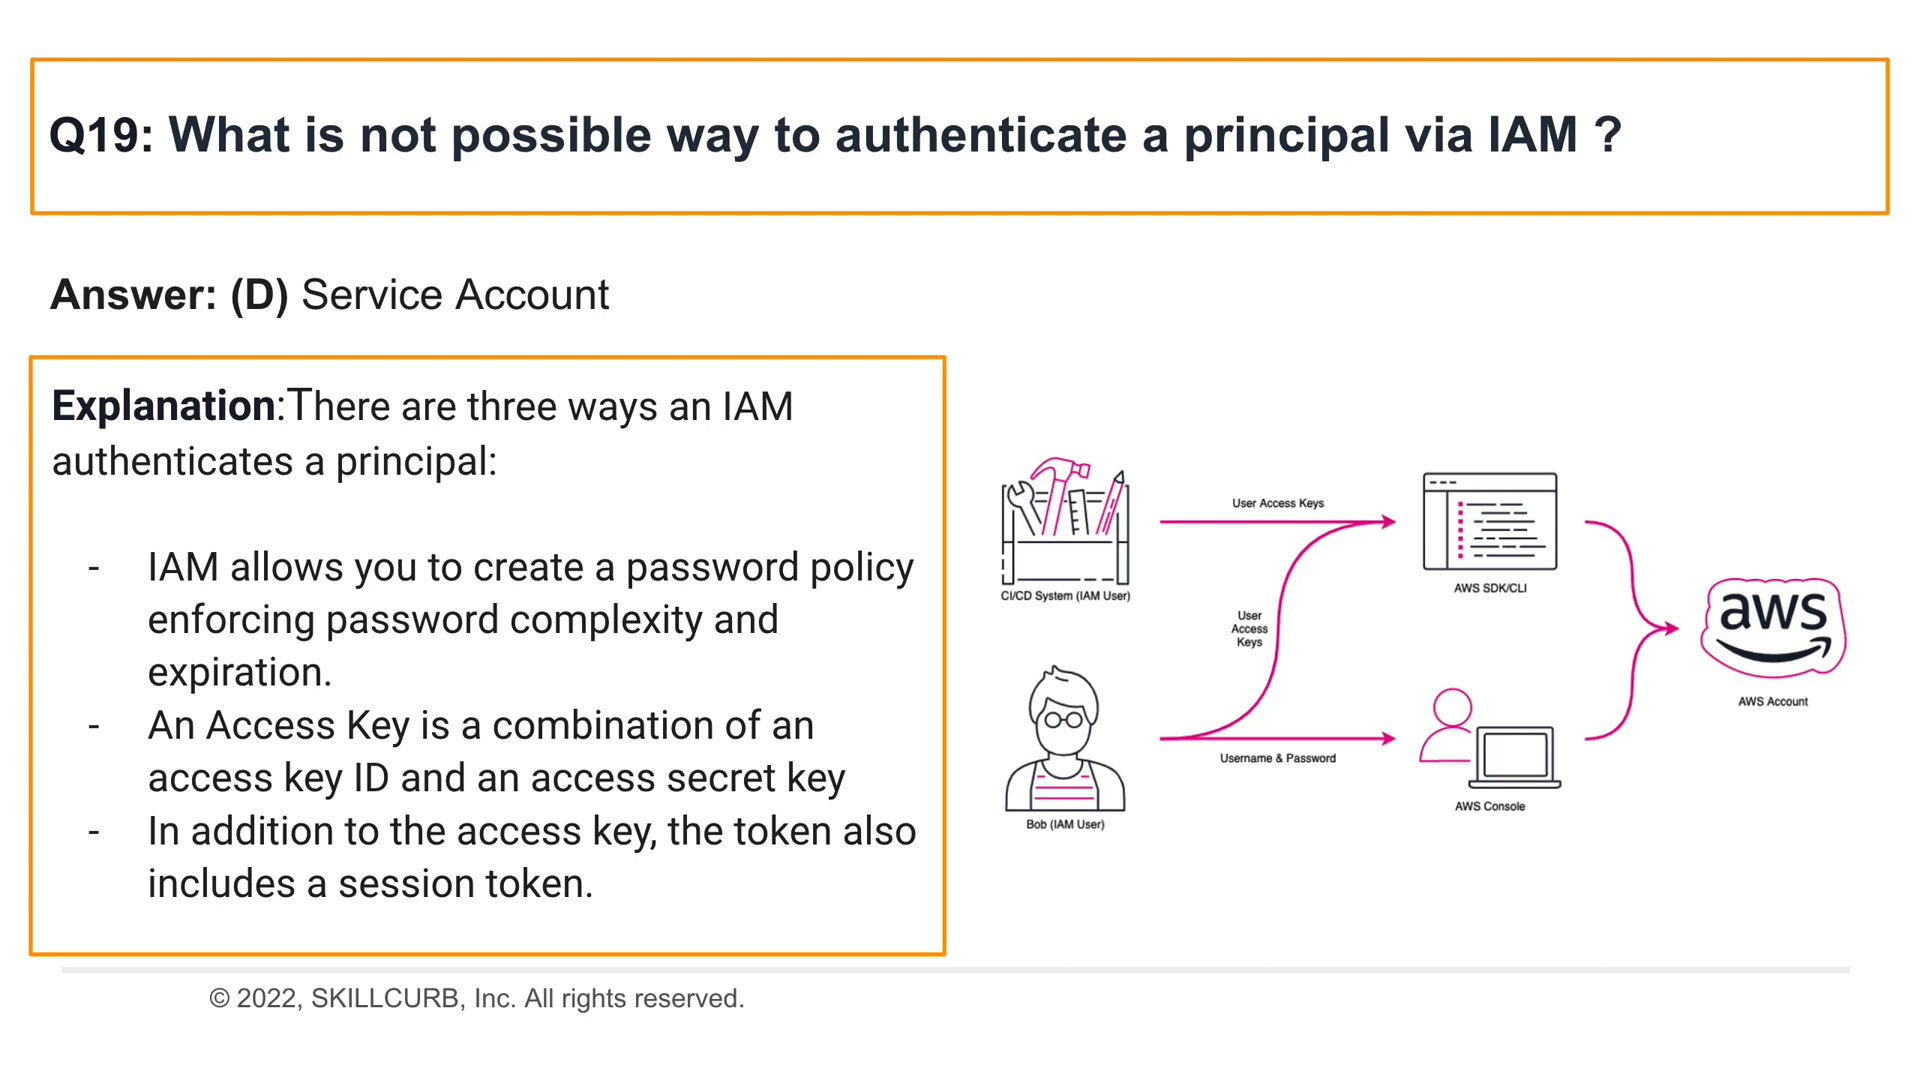 Q19: What is not possible way to authenticate a principal via IAM ?
Answer: (D) Service Account
Explanation:There are three ways an IAM
authenticates a principal:
- IAM allows you to create a password policy
enforcing password complexity and
expiration.
- An Access Key is a combination of an
access key ID and an access secret key
- In addition to the access key, the token also
includes a session token.
User Access Keys
CI/CD System (IAM User)
AWS SDK/CLI
User
Access
Keys
aws
AWS Account
Username & Password
Bob (IAM User)
AWS Console
© 2022, SKILLCURB, Inc. All rights reserved.